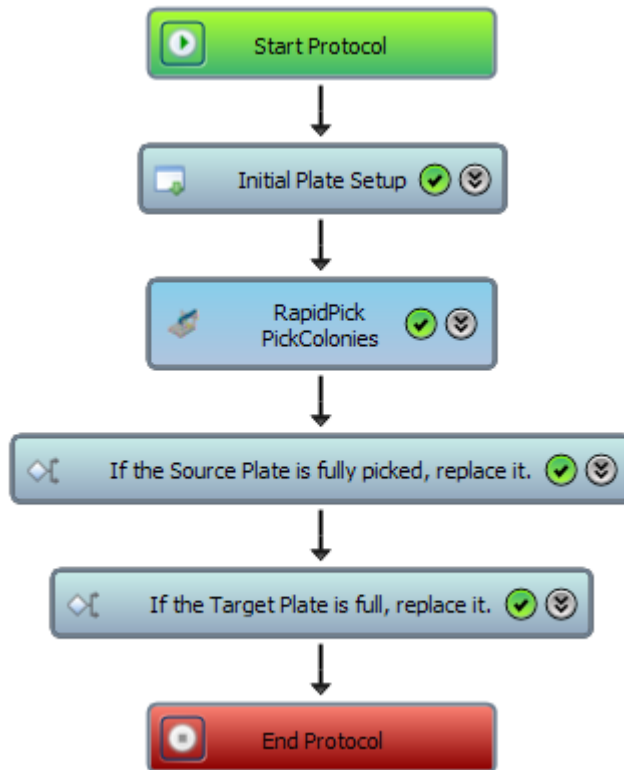 Start Protocol
Initial Plate Setup
RapidPick
PickColonies
If the Source Plate is fully picked, replace it.
If the Target Plate is full, replace it.
End Protocol